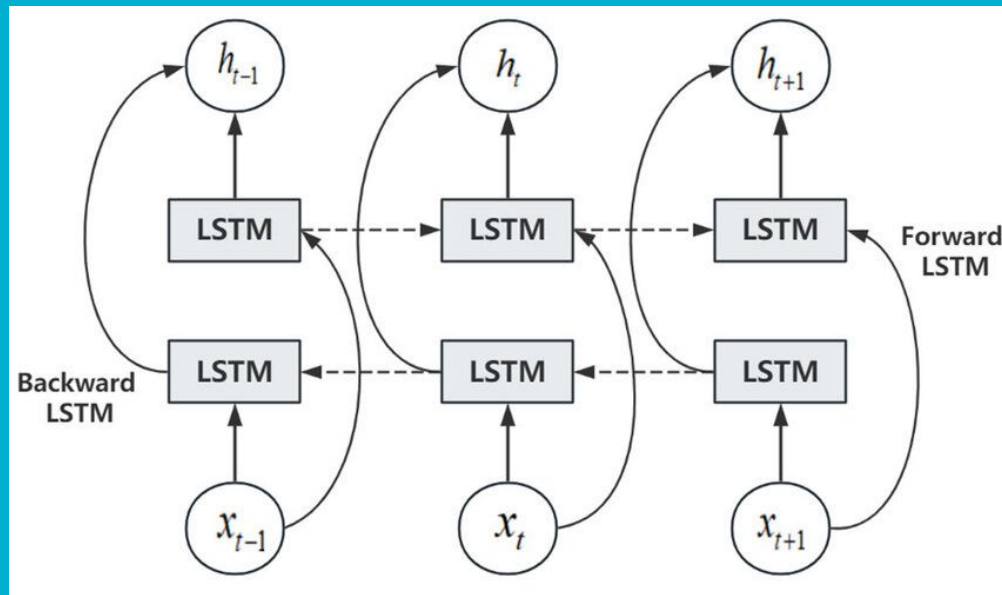 h_{t-1}
h_t
h_{t+1}
LSTM
LSTM
LSTM
Forward
LSTM
LSTM
LSTM
LSTM
Backward
LSTM
x_{t-1}
x_t
x_{t+1}